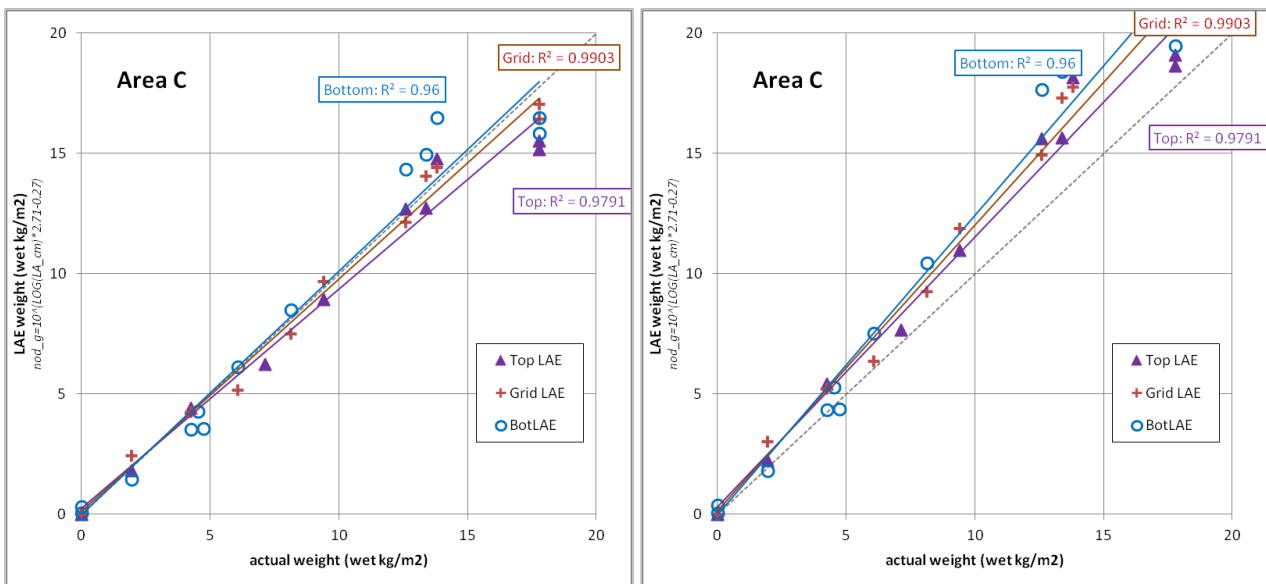 20
15
10
5
0
0
5
10
15
20
Area C
Grid: R² = 0.9903
Bottom: R² = 0.96
Top: R² = 0.9791
LAE weight (wet kg/m2)
nod_g=10^(LOG(LA_cm)*2.71-0.27)
actual weight (wet kg/m2)
Top LAE
Grid LAE
BotLAE
20
15
10
5
0
0
5
10
15
20
Area C
Grid: R² = 0.9903
Bottom: R² = 0.96
Top: R² = 0.9791
LAE weight (wet kg/m2)
nod_g=10^(LOG(LA_cm)*2.71-0.27)
actual weight (wet kg/m2)
Top LAE
Grid LAE
BotLAE